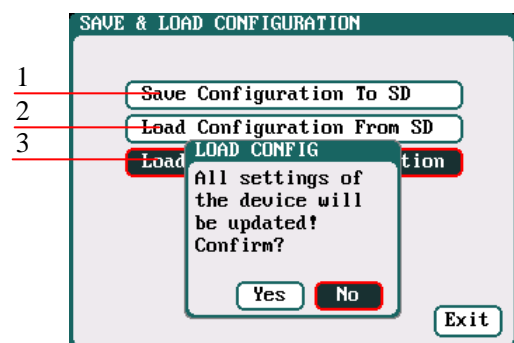 SAVE & LOAD CONFIGURATION
1
Save Configuration To SD
2
Load Configuration From SD
3
Load tion
LOAD CONFIG
All settings of
the device will
be updated!
Confirm?
Yes No
Exit